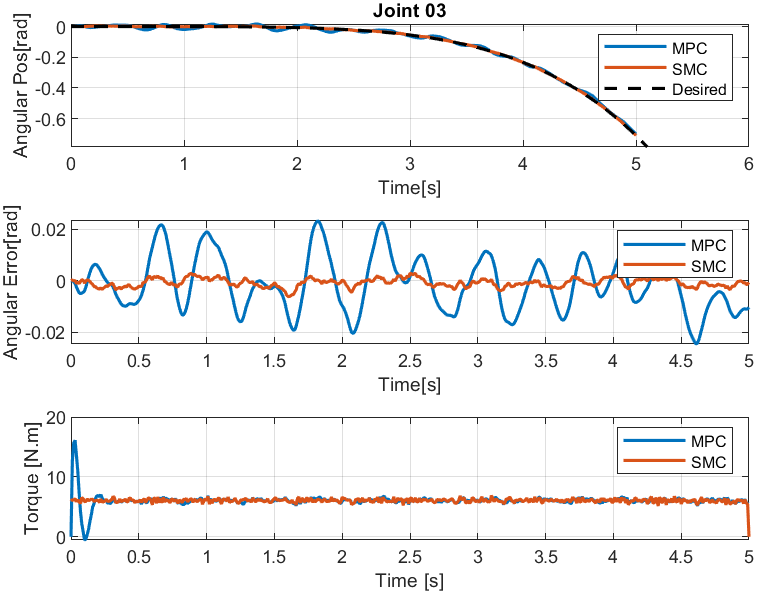 Joint 03
Angular Pos[rad]
0
-0.2
-0.4
-0.6
MPC
SMC
Desired
0 1 2 3 4 5 6
Time[s]
Angular Error[rad]
0.02
0
-0.02
MPC
SMC
0 0.5 1 1.5 2 2.5 3 3.5 4 4.5 5
Time[s]
Torque [N.m]
20
10
0
MPC
SMC
0 0.5 1 1.5 2 2.5 3 3.5 4 4.5 5
Time [s]